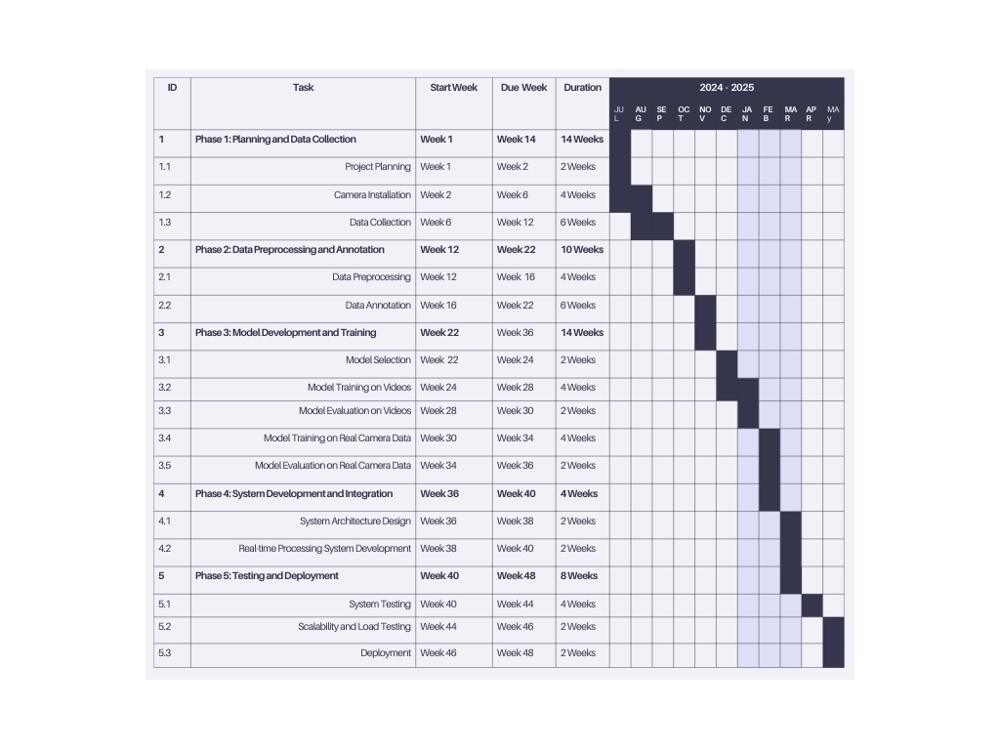 ID Task Start Week Due Week Duration 2024 - 2025
JU AU SE OC NO DE JA FE MA AP MA
L G P T V C N B R R y
1 Phase 1: Planning and Data Collection Week 1 Week 14 14 Weeks
1.1 Project Planning Week 1 Week 2 2 Weeks
1.2 Camera Installation Week 2 Week 6 4 Weeks
1.3 Data Collection Week 6 Week 12 6 Weeks
2 Phase 2: Data Preprocessing and Annotation Week 12 Week 22 10 Weeks
2.1 Data Preprocessing Week 12 Week 16 4 Weeks
2.2 Data Annotation Week 16 Week 22 6 Weeks
3 Phase 3: Model Development and Training Week 22 Week 36 14 Weeks
3.1 Model Selection Week 22 Week 24 2 Weeks
3.2 Model Training on Videos Week 24 Week 28 4 Weeks
3.3 Model Evaluation on Videos Week 28 Week 30 2 Weeks
3.4 Model Training on Real Camera Data Week 30 Week 34 4 Weeks
3.5 Model Evaluation on Real Camera Data Week 34 Week 36 2 Weeks
4 Phase 4: System Development and Integration Week 36 Week 40 4 Weeks
4.1 System Architecture Design Week 36 Week 38 2 Weeks
4.2 Real-time Processing System Development Week 38 Week 40 2 Weeks
5 Phase 5: Testing and Deployment Week 40 Week 48 8 Weeks
5.1 System Testing Week 40 Week 44 4 Weeks
5.2 Scalability and Load Testing Week 44 Week 46 2 Weeks
5.3 Deployment Week 46 Week 48 2 Weeks